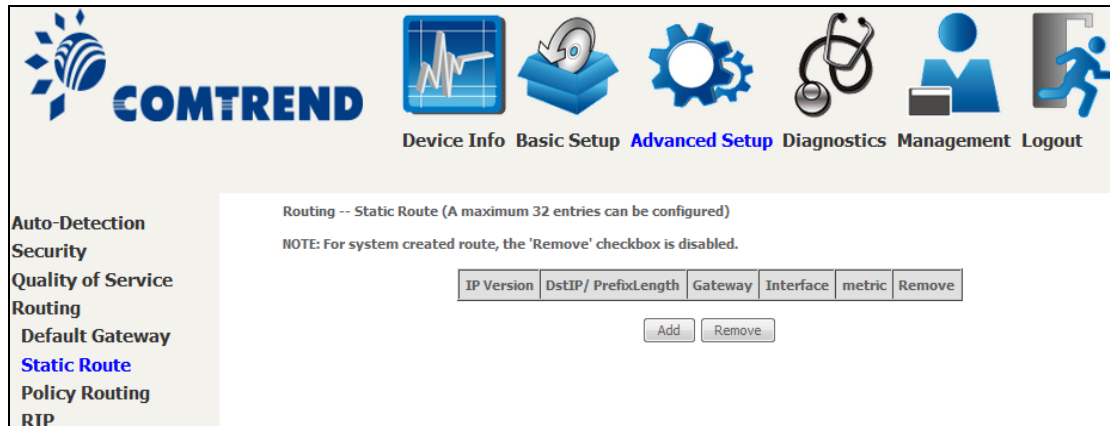 COMTREND
Device Info Basic Setup Advanced Setup Diagnostics Management Logout
Auto-Detection
Security
Quality of Service
Routing
Default Gateway
Static Route
Policy Routing
RIP
Routing -- Static Route (A maximum 32 entries can be configured)
NOTE: For system created route, the 'Remove' checkbox is disabled.
IP Version DstIP/ PrefixLength Gateway Interface metric Remove
Add Remove